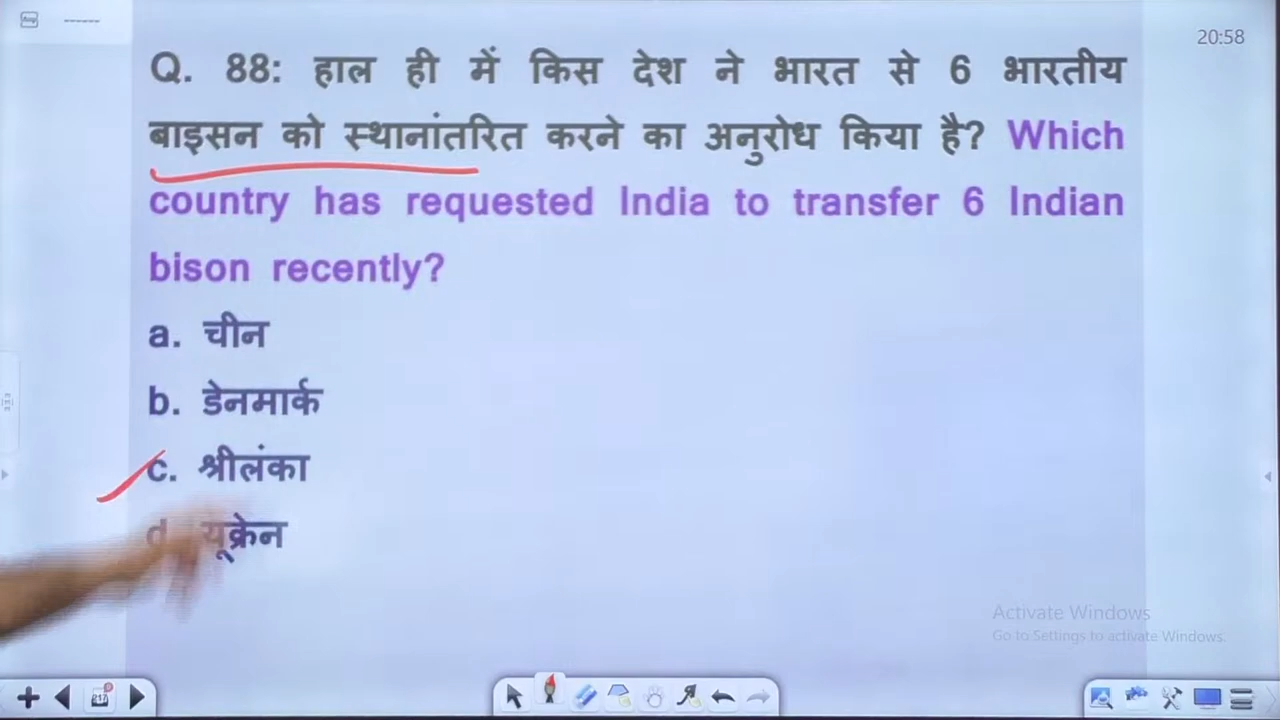 20:58
Q. 88: हाल ही में किस देश ने भारत से 6 भारतीय
बाइसन को स्थानांतरित करने का अनुरोध किया है? Which
country has requested India to transfer 6 Indian
bison recently?
a. चीन
b. डेनमार्क
c. श्रीलंका
d. यूक्रेन
Activate Windows
Go to Settings to activate Windows.
217